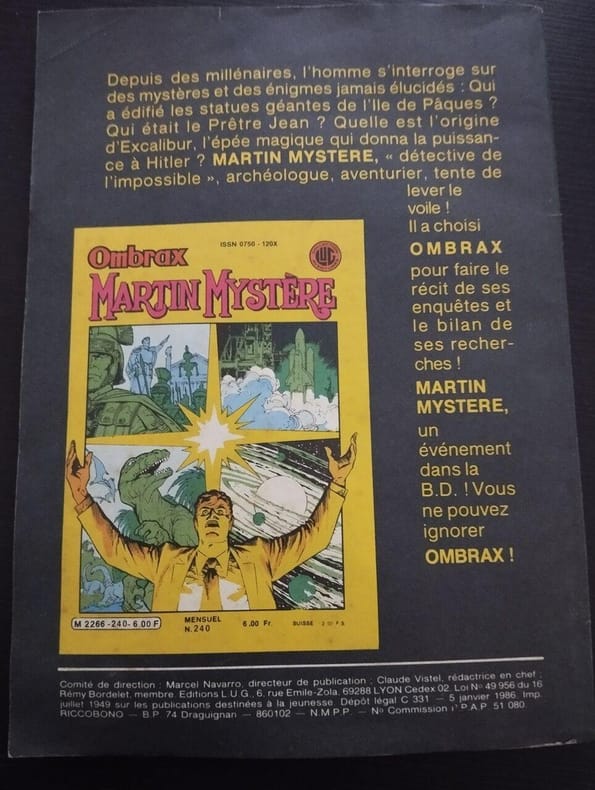 Depuis des millénaires, l'homme s'interroge sur
des mystères et des énigmes jamais élucidés : Qui
a édifié les statues géantes de l'Ile de Pâques ?
Qui était le Prêtre Jean ? Quelle est l'origine
d'Excalibur, l'épée magique qui donna la puissan-
ce à Hitler ? MARTIN MYSTERE, « détective de
l'impossible », archéologue, aventurier, tente de
lever le
voile !
Il a choisi
OMBRAX
pour faire le
récit de ses
enquêtes et
le bilan de
ses recher-
ches !
MARTIN
MYSTERE,
un
événement
dans la
B.D. ! Vous
ne pouvez
ignorer
OMBRAX !
Ombrax
ISSN 0750 - 120X
LUG
MARTIN MYSTÈRE
M 2266 - 240 - 6.00 F
MENSUEL
N. 240
6.00 Fr.
SUISSE
F.S.
Comité de direction : Marcel Navarro, directeur de publication ; Claude Vistel, rédactrice en chef ;
Rémy Bordelet, membre. Editions L.U.G., 6, rue Emile-Zola, 69288 LYON Cedex 02. Loi N° 49 956 du 16
juillet 1949 sur les publications destinées à la jeunesse. Dépôt légal C 331 — 5 janvier 1986. Imp.
RICCOBONO — B.P. 74 Draguignan — 860102 — N.M.P.P. — No Commission P.A.P. 51 080.